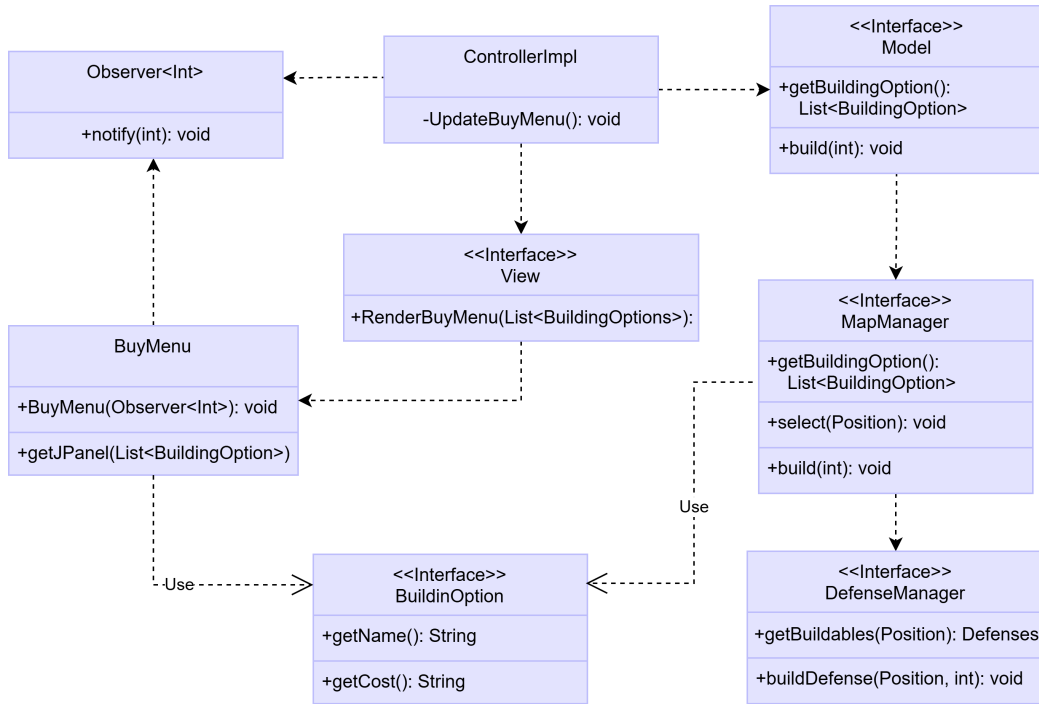 Observer<Int>
+notify(int): void
ControllerImpl
-UpdateBuyMenu(): void
<<Interface>>
Model
+getBuildingOption():
List<BuildingOption>
+build(int): void
<<Interface>>
View
+RenderBuyMenu(List<BuildingOptions>):
<<Interface>>
MapManager
+getBuildingOption():
List<BuildingOption>
+select(Position): void
+build(int): void
BuyMenu
+BuyMenu(Observer<Int>): void
+getJPanel(List<BuildingOption>)
Use
Use
<<Interface>>
BuildinOption
+getName(): String
+getCost(): String
<<Interface>>
DefenseManager
+getBuildables(Position): Defenses
+buildDefense(Position, int): void